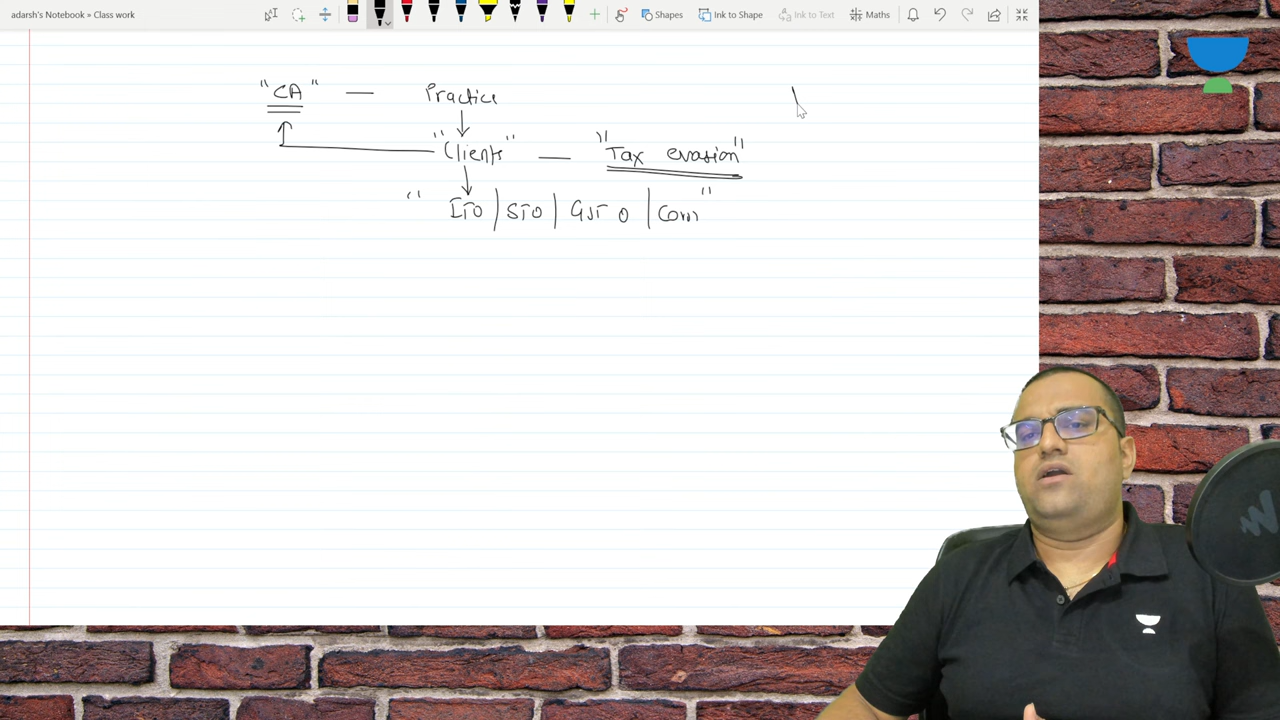 adarsh's Notebook » Class work
Shapes
Ink to Shape
Ink to Text
Maths
"CA" — Practice
"Clients" — "Tax evasion"
" ITO | STO | GST O | Com "
W